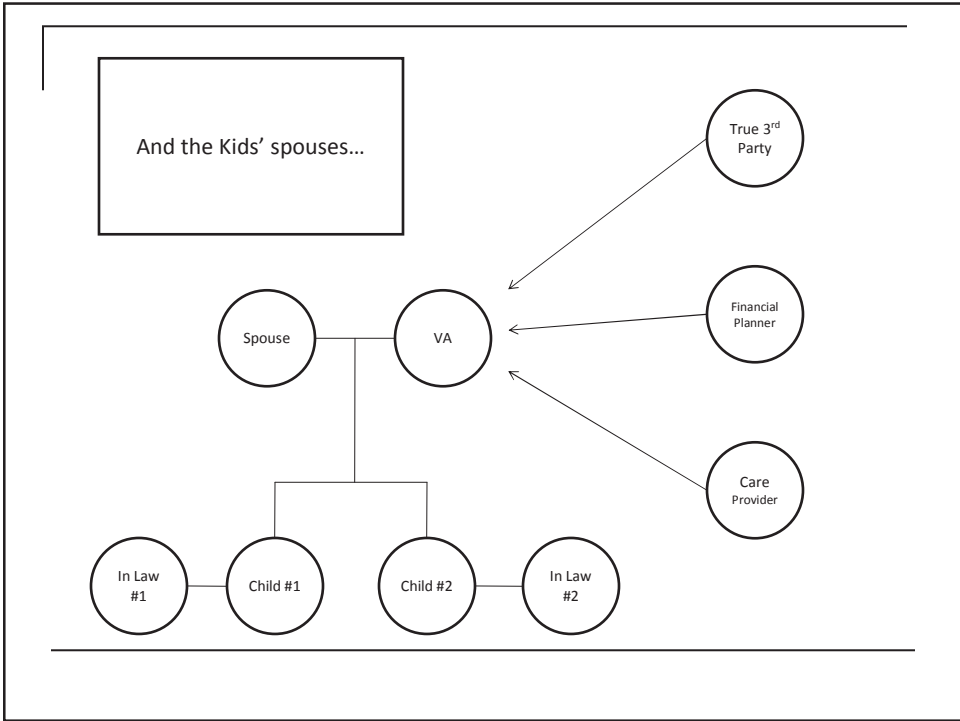 And the Kids’ spouses…
True 3rd
Party
Financial
Planner
Spouse
VA
Care
Provider
In Law
#1
Child #1
Child #2
In Law
#2